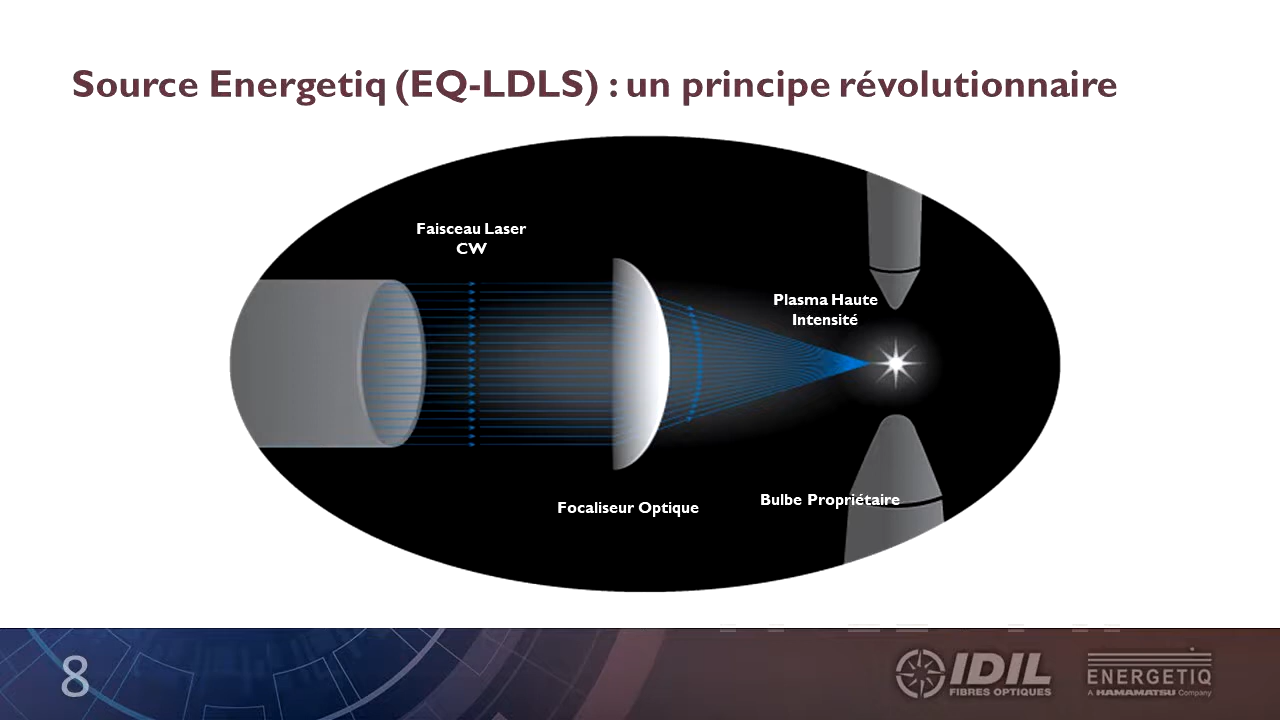 Source Energetiq (EQ-LDLS) : un principe révolutionnaire
Faisceau Laser
CW
Plasma Haute
Intensité
Focaliseur Optique
Bulbe Propriétaire
8
IDIL
FIBRES OPTIQUES
ENERGETIQ
A HAMAMATSU Company